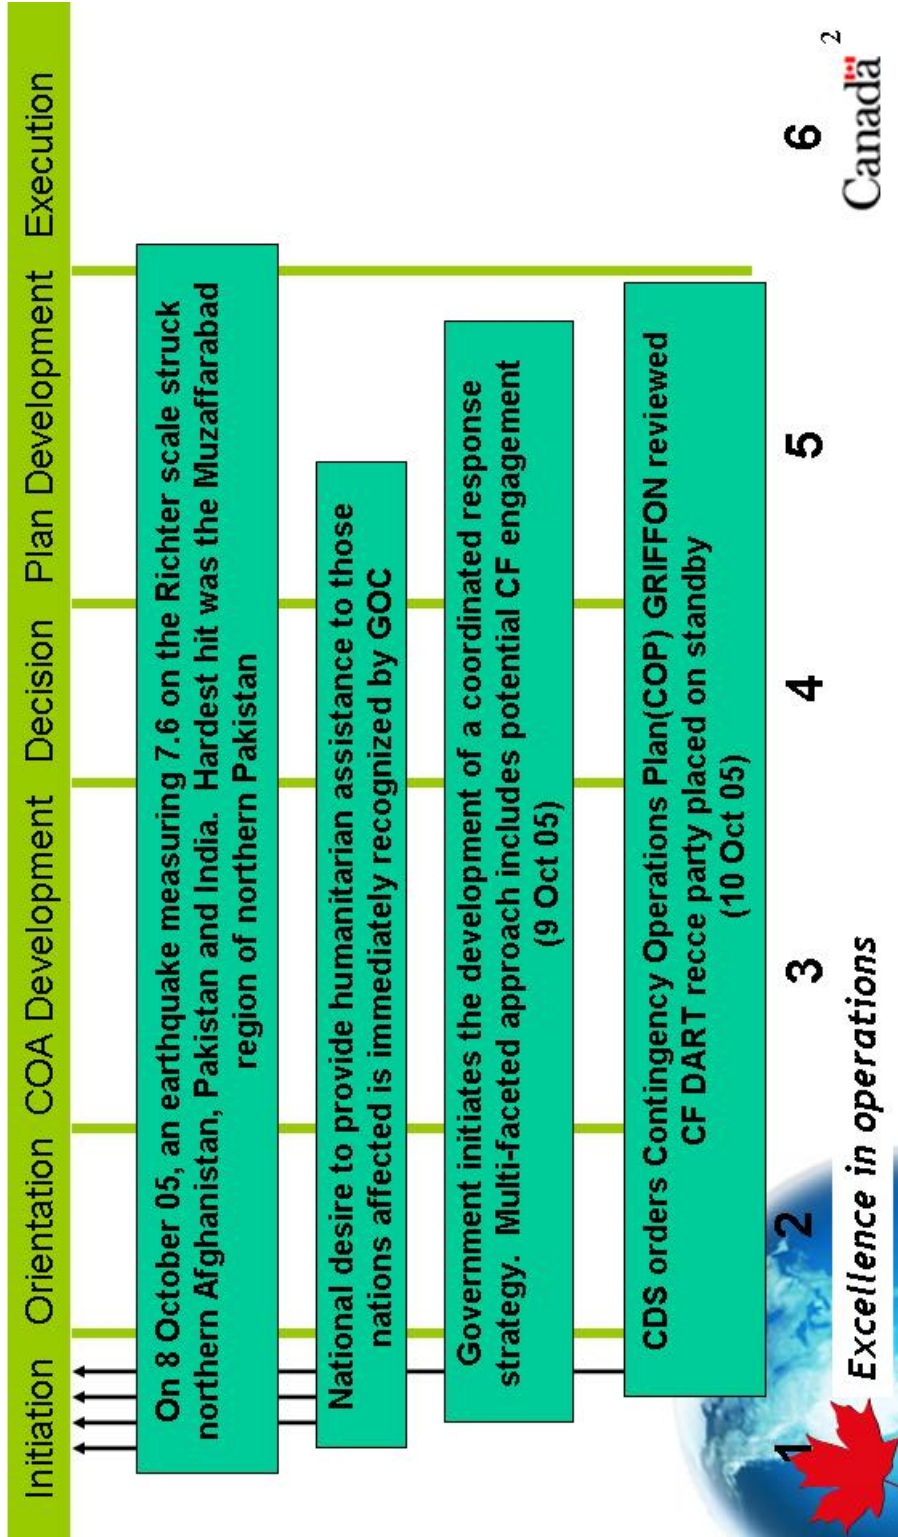 Initiation Orientation COA Development Decision Plan Development Execution
On 8 October 05, an earthquake measuring 7.6 on the Richter scale struck
northern Afghanistan, Pakistan and India.  Hardest hit was the Muzaffarabad
region of northern Pakistan
National desire to provide humanitarian assistance to those
nations affected is immediately recognized by GOC
Government initiates the development of a coordinated response
strategy.  Multi-faceted approach includes potential CF engagement
(9 Oct 05)
CDS orders Contingency Operations Plan(COP) GRIFFON reviewed
CF DART recce party placed on standby
(10 Oct 05)
1 2 3 4 5 6
Excellence in operations
Canada
2